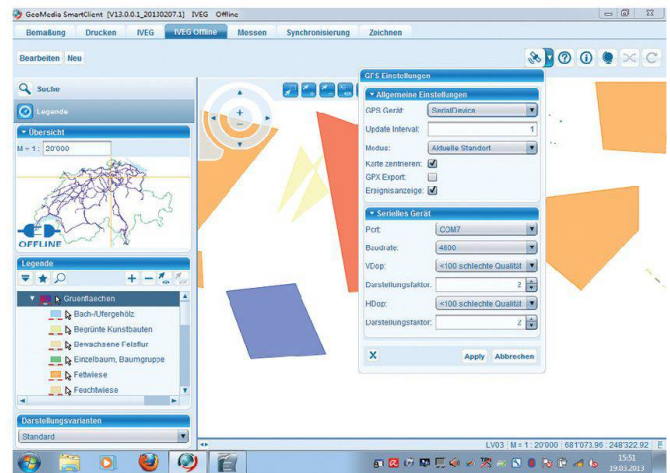 GeoMedia SmartClient [V13.0.0.1_20130207.1] IVEG Offline
Bemaßung Drucken IVEG IVEG Offline Messen Synchronisierung Zeichnen
Bearbeiten Neu
Suche
Legende
Übersicht
M = 1 : 20'000
OFFLINE
Legende
Gruenflaechen
Bach-/Ufergehölz
Begrünte Kunstbauten
Bewachsene Felsflur
Einzelbaum, Baumgruppe
Fettwiese
Feuchtwiese
Darstellungsvarianten
Standard
GPS Einstellungen
Allgemeine Einstellungen
GPS Gerät: SerialDevice
Update Interval: 1
Modus: Aktuelle Standort
Karte zentrieren:
GPX Export:
Ereignisanzeige:
Serielles Gerät
Port: COM7
Baudrate: 4800
VDop: <100 schlechte Qualität
Darstellungsfaktor: 2
HDop: <100 schlechte Qualität
Darstellungsfaktor: 2
X Apply Abbrechen
LV03 M = 1 : 20'000 681'073.96 : 248'322.92
15:51
19.03.2013